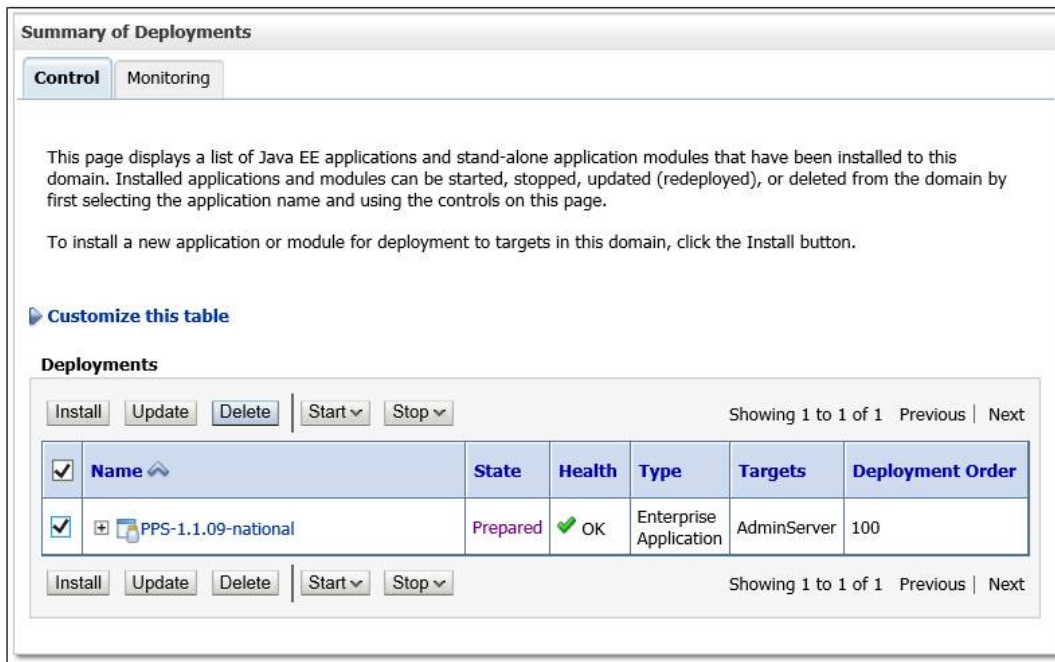 Summary of Deployments
Control Monitoring
This page displays a list of Java EE applications and stand-alone application modules that have been installed to this
domain. Installed applications and modules can be started, stopped, updated (redeployed), or deleted from the domain by
first selecting the application name and using the controls on this page.
To install a new application or module for deployment to targets in this domain, click the Install button.
Customize this table
Deployments
Install Update Delete Start Stop Showing 1 to 1 of 1 Previous | Next
Name State Health Type Targets Deployment Order
PPS-1.1.09-national Prepared OK Enterprise Application AdminServer 100
Install Update Delete Start Stop Showing 1 to 1 of 1 Previous | Next